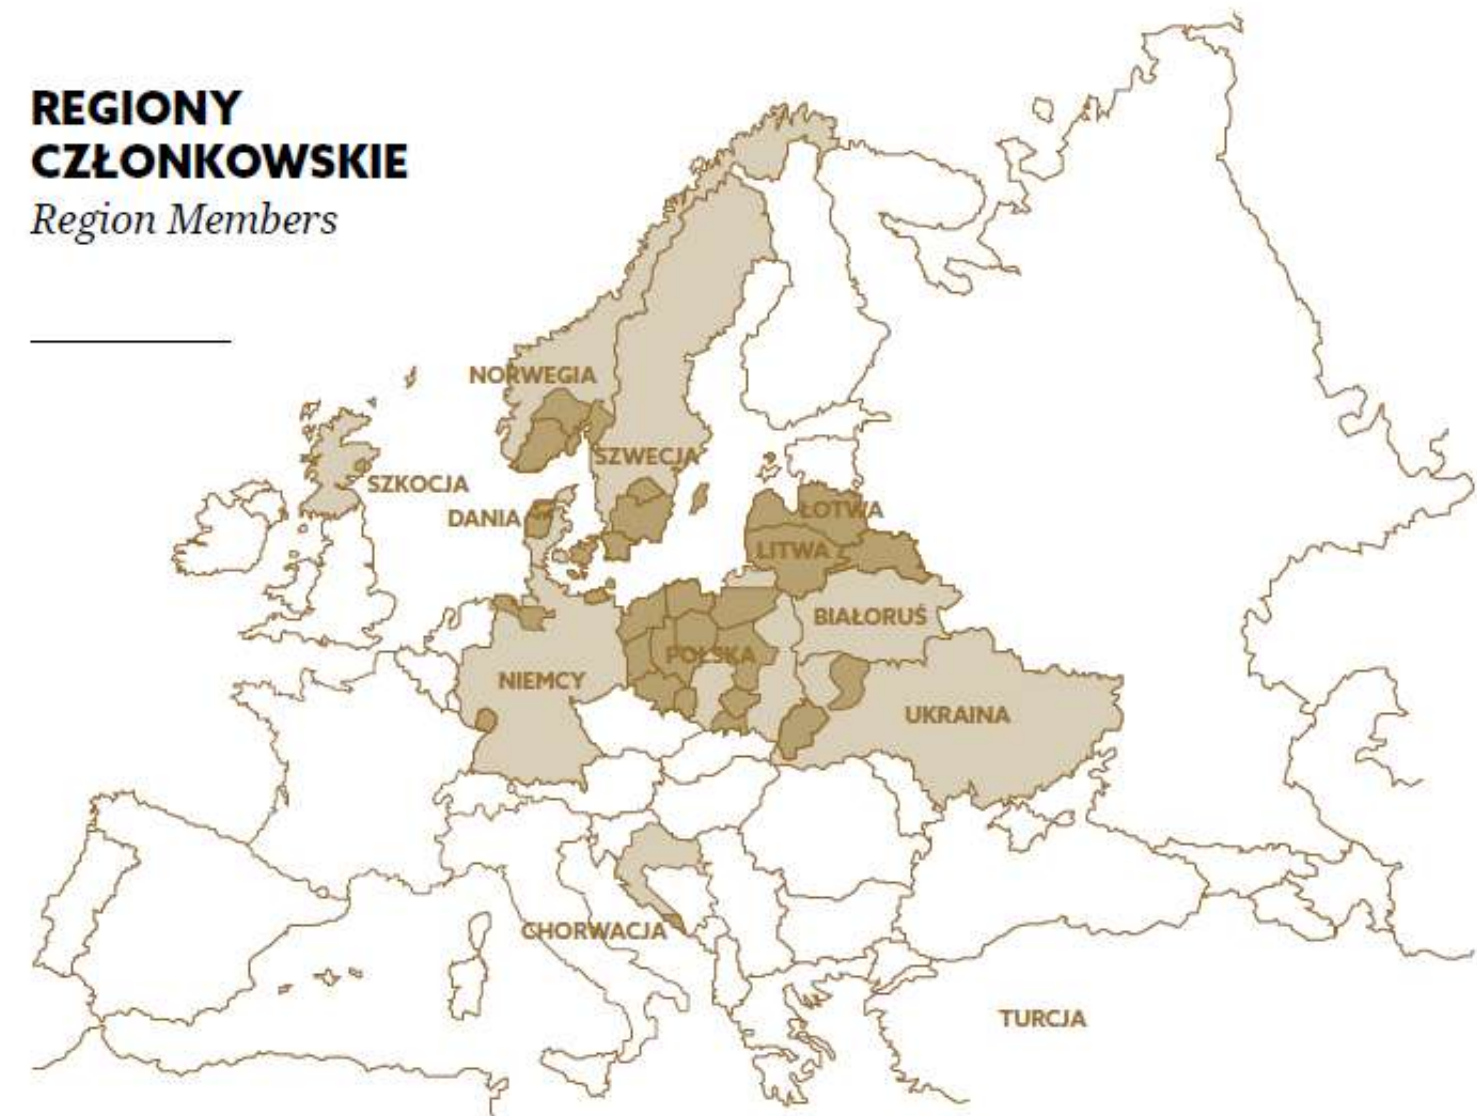 REGIONY
CZŁONKOWSKIE
Region Members
NORWEGIA
SZWECJA
SZKOCJA
DANIA
ŁOTWA
LITWA
BIAŁORUŚ
POLSKA
NIEMCY
UKRAINA
CHORWACJA
TURCJA